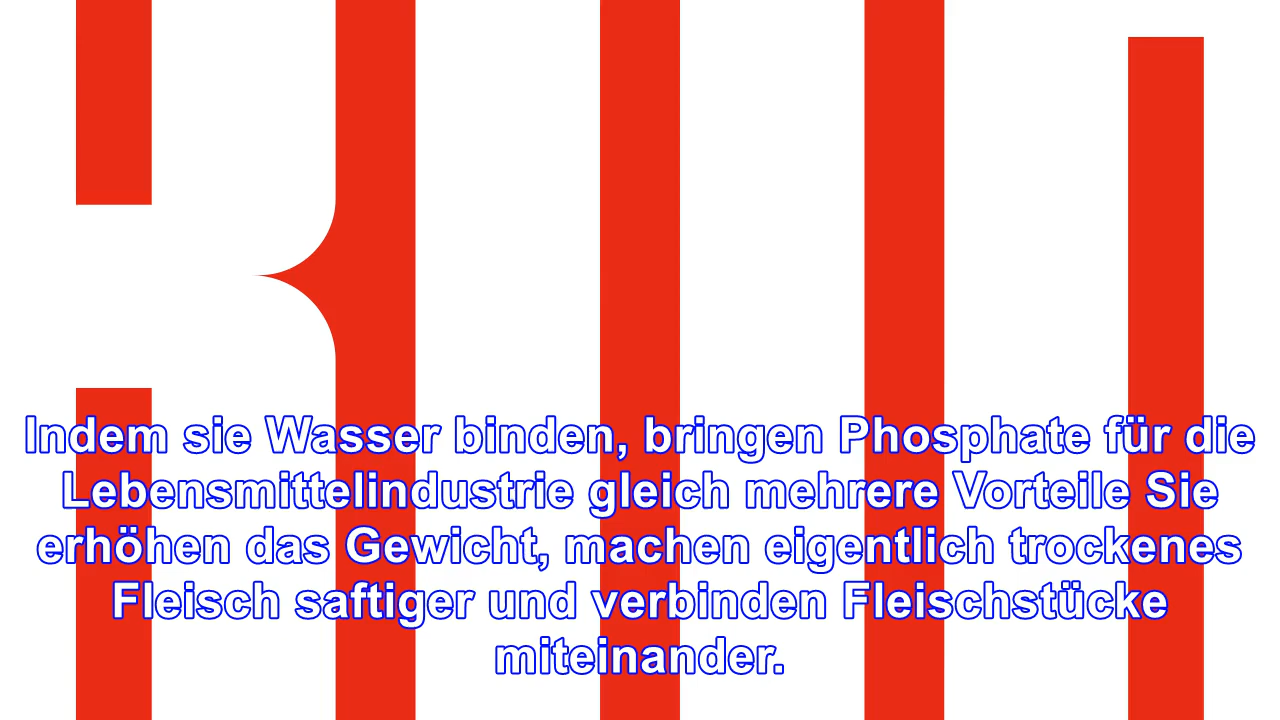 Indem sie Wasser binden, bringen Phosphate für die
Lebensmittelindustrie gleich mehrere Vorteile Sie
erhöhen das Gewicht, machen eigentlich trockenes
Fleisch saftiger und verbinden Fleischstücke
miteinander.